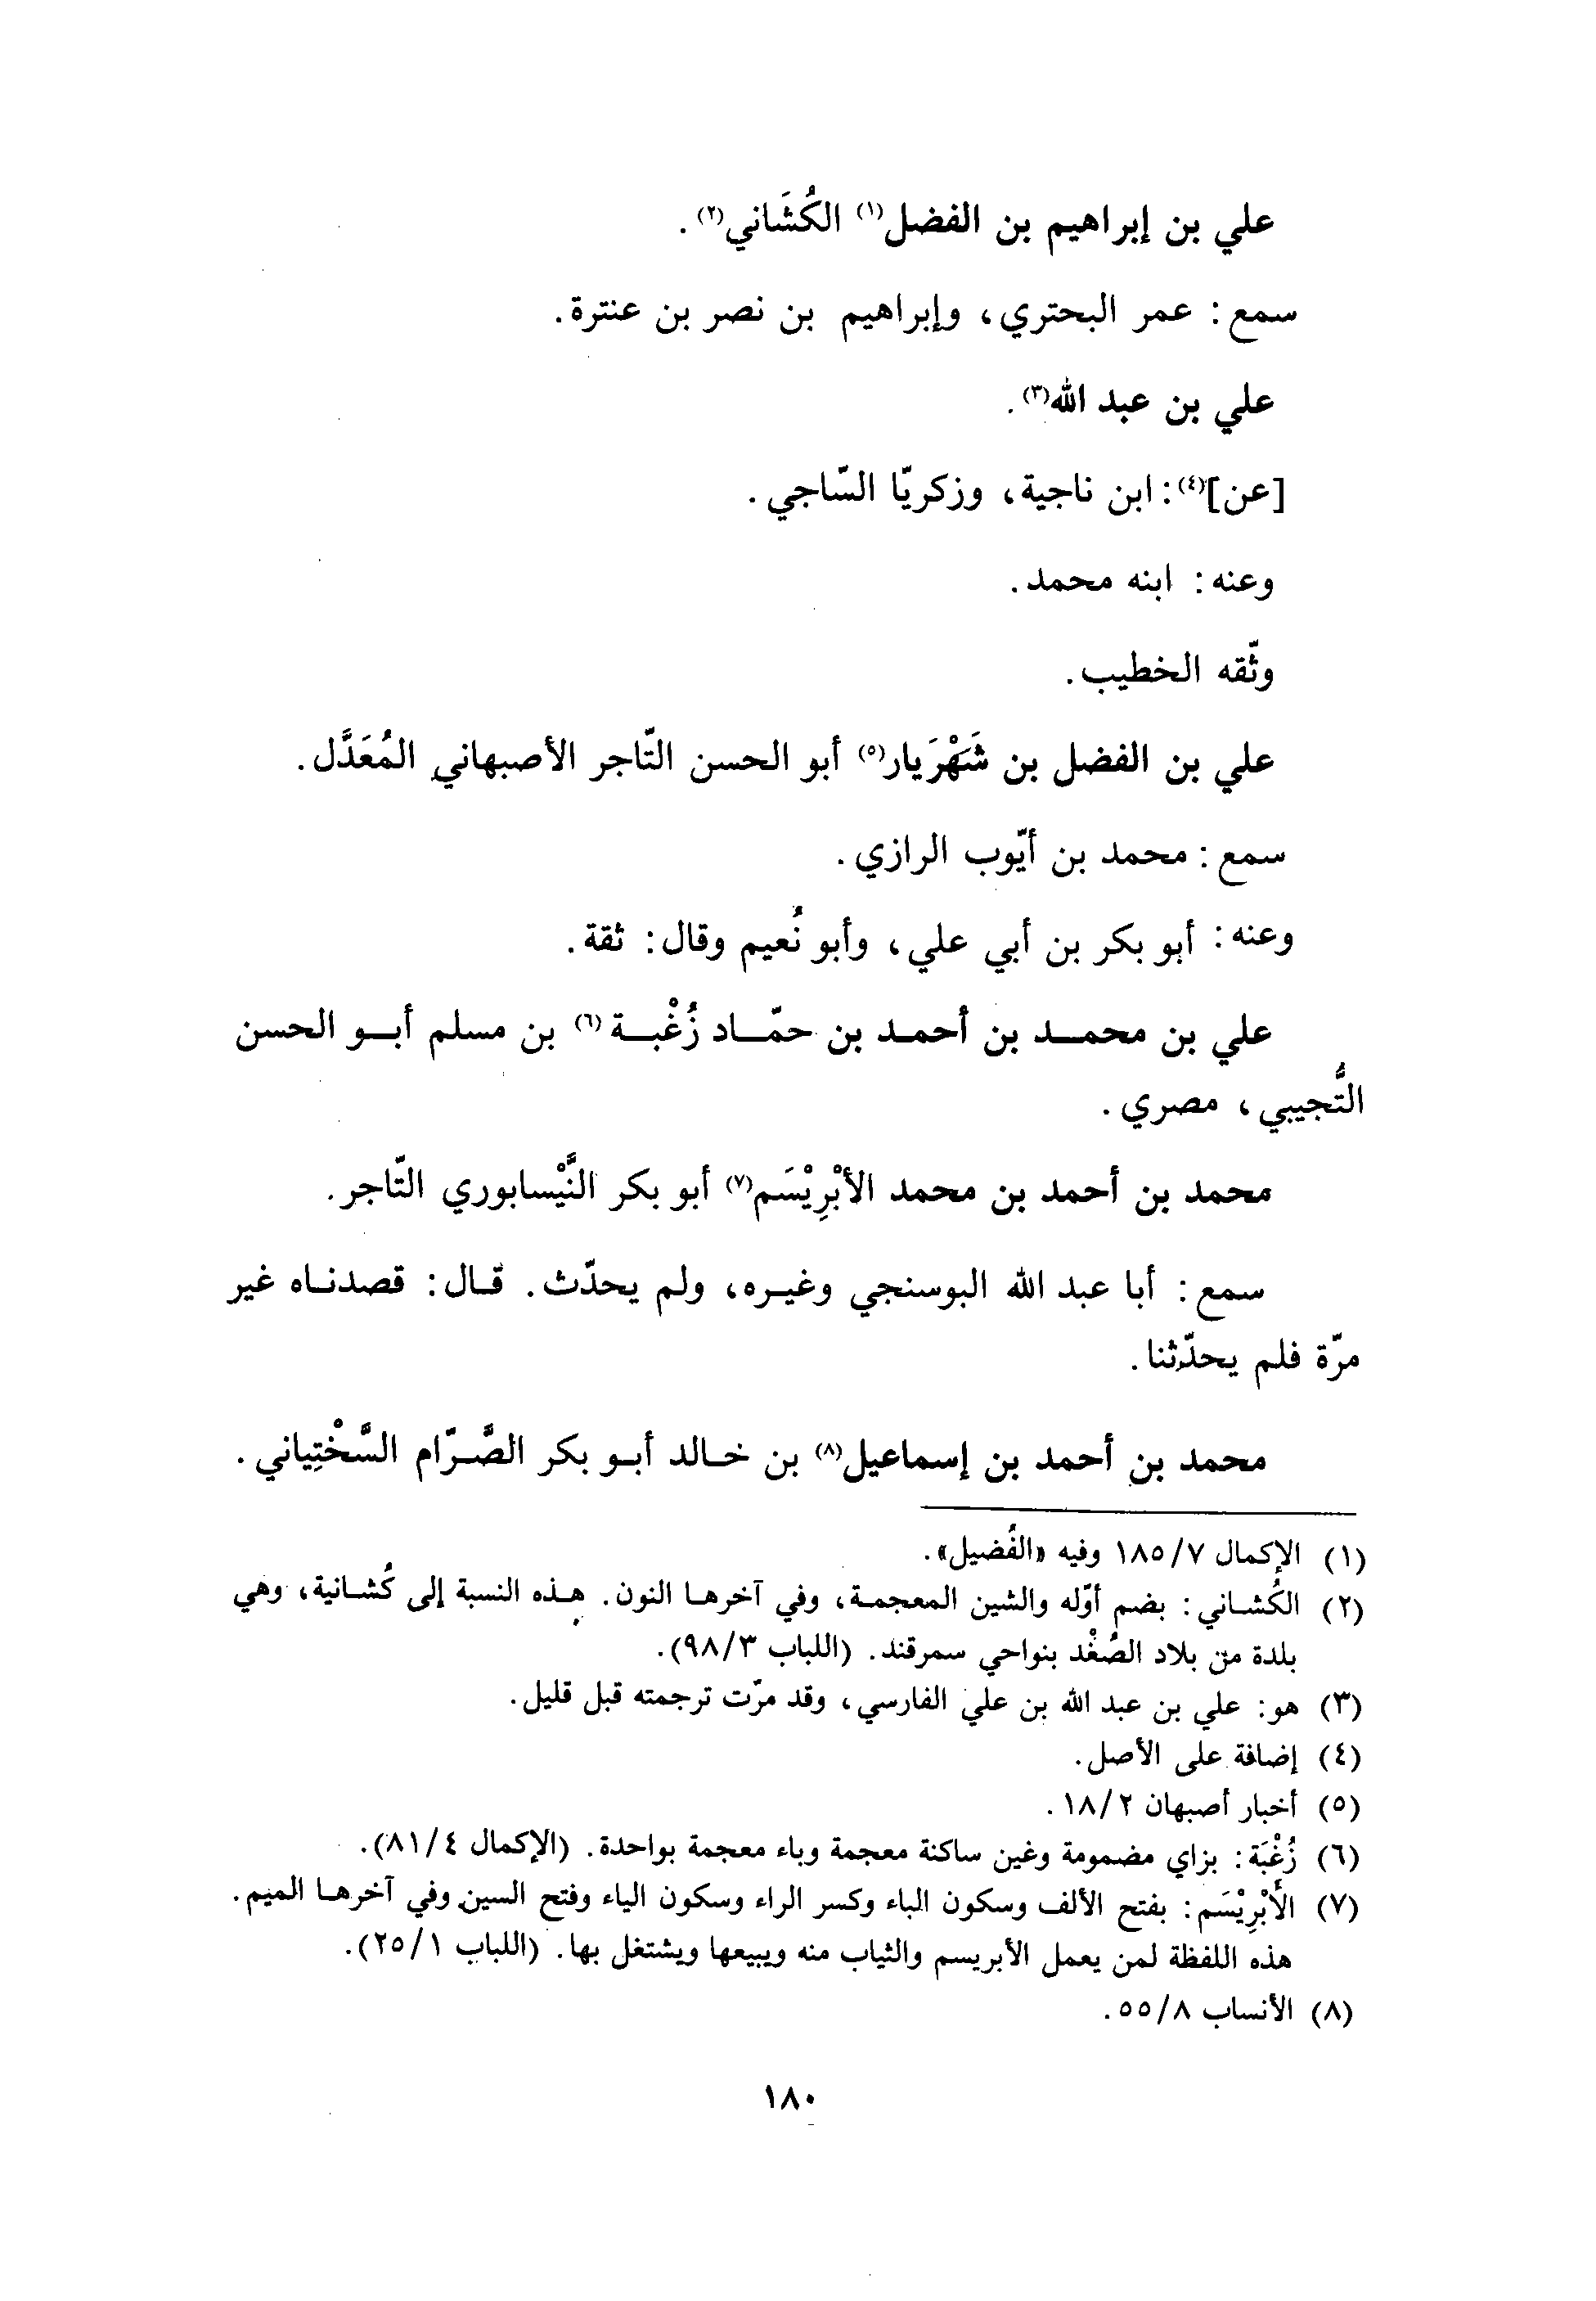 علي بن إبراهيم بن الفضل(١) الكُشَاني(٢).
سمع: عمر البحتري، وإبراهيم بن نصر بن عنترة.
علي بن عبد الله(٣).
[عن](٤): ابن ناجية، وزكريّا السّاجي.
وعنه: ابنه محمد.
وثّقه الخطيب.
علي بن الفضل بن شَهْرَيار(٥) أبو الحسن التّاجر الأصبهاني المُعَدَّل.
سمع: محمد بن أيّوب الرازي.
وعنه: أبو بكر بن أبي علي، وأبو نُعيم وقال: ثقة.
علي بن محمد بن أحمد بن حمّاد زُغْبة(٦) بن مسلم أبو الحسن
التُّجيبي، مصري.
محمد بن أحمد بن محمد الأبْرِيْسَم(٧) أبو بكر النَّيْسابوري التّاجر.
سمع: أبا عبد الله البوسنجي وغيره، ولم يحدّث. قال: قصدناه غير
مرّة فلم يحدّثنا.
محمد بن أحمد بن إسماعيل(٨) بن خالد أبو بكر الصَّرّام السَّخْتِياني.
(١) الإكمال ١٨٥/٧ وفيه «الفُضيل».
(٢) الكُشاني: بضم أوّله والشين المعجمة، وفي آخرها النون. هذه النسبة إلى كُشانية، وهي
بلدة من بلاد الصُغْد بنواحي سمرقند. (اللباب ٩٨/٣).
(٣) هو: علي بن عبد الله بن علي الفارسي، وقد مرّت ترجمته قبل قليل.
(٤) إضافة على الأصل.
(٥) أخبار أصبهان ١٨/٢.
(٦) زُغْبَة: بزاي مضمومة وغين ساكنة معجمة وباء معجمة بواحدة. (الإكمال ٨١/٤).
(٧) الأَبْرِيْسَم: بفتح الألف وسكون الباء وكسر الراء وسكون الياء وفتح السين وفي آخرها الميم.
هذه اللفظة لمن يعمل الأبريسم والثياب منه ويبيعها ويشتغل بها. (اللباب ٢٥/١).
(٨) الأنساب ٥٥/٨.
١٨٠